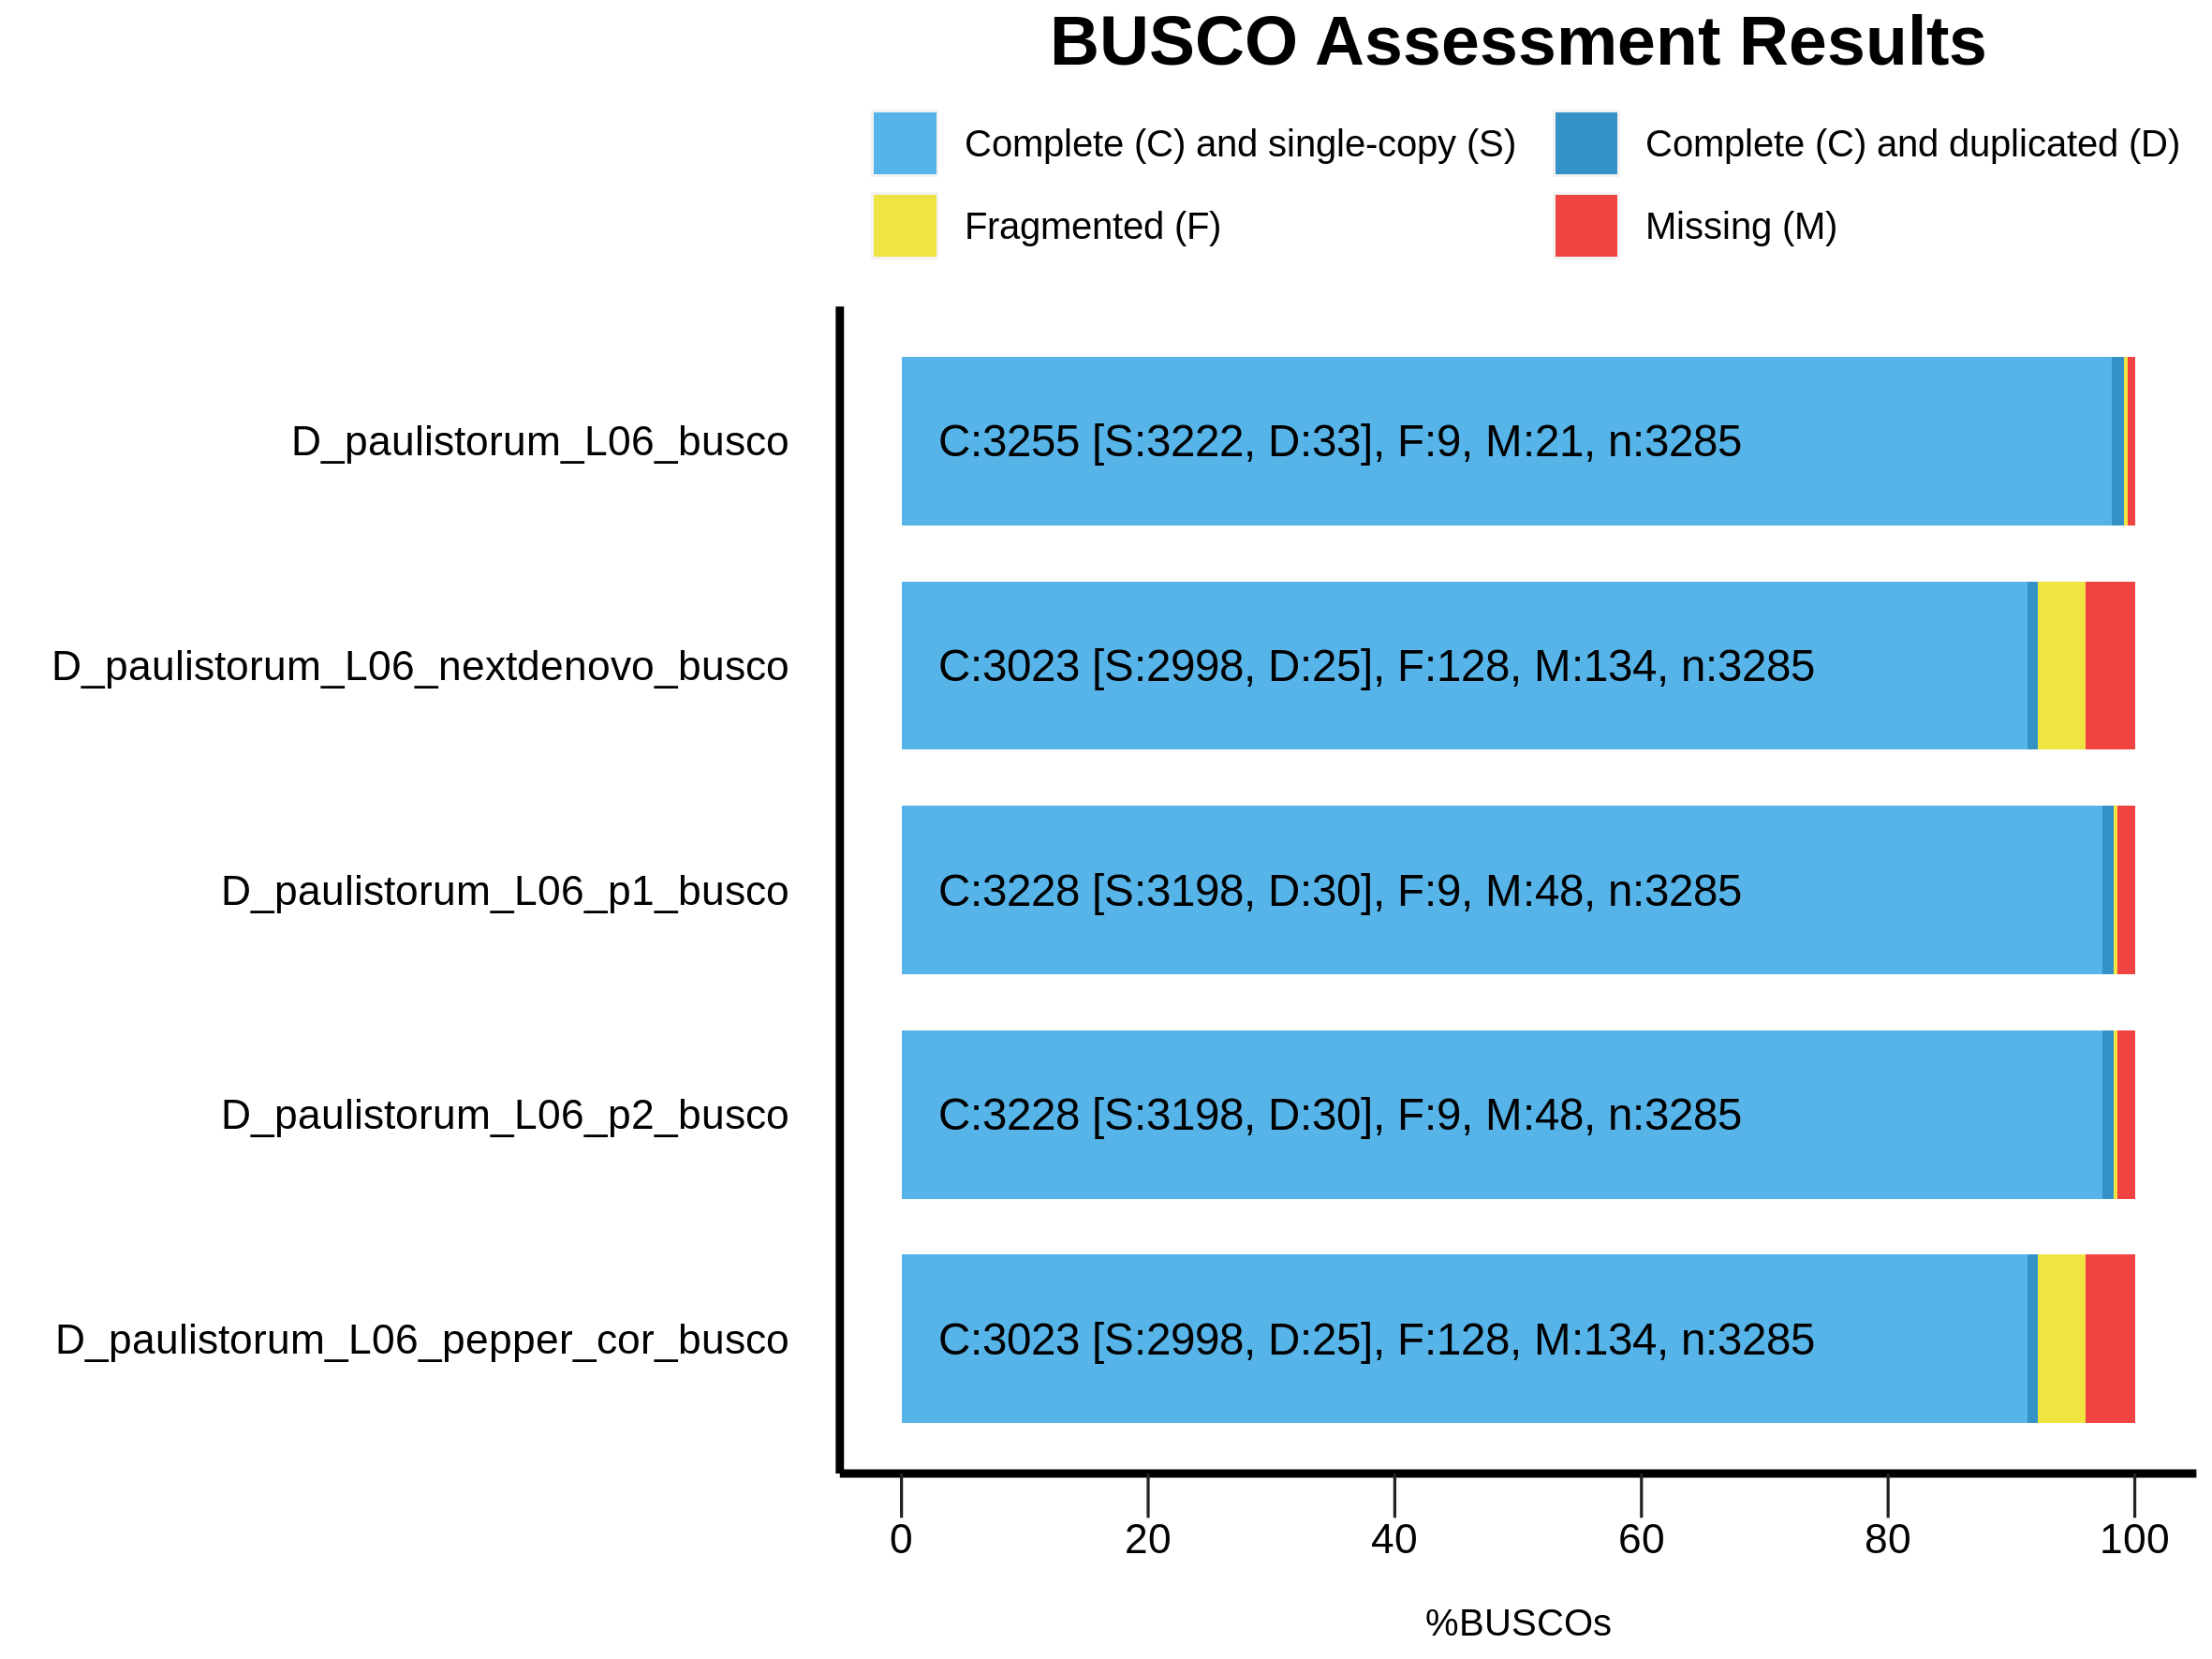 BUSCO Assessment Results
Complete (C) and single-copy (S)
Complete (C) and duplicated (D)
Fragmented (F)
Missing (M)
D_paulistorum_L06_busco
C:3255 [S:3222, D:33], F:9, M:21, n:3285
D_paulistorum_L06_nextdenovo_busco
C:3023 [S:2998, D:25], F:128, M:134, n:3285
D_paulistorum_L06_p1_busco
C:3228 [S:3198, D:30], F:9, M:48, n:3285
D_paulistorum_L06_p2_busco
C:3228 [S:3198, D:30], F:9, M:48, n:3285
D_paulistorum_L06_pepper_cor_busco
C:3023 [S:2998, D:25], F:128, M:134, n:3285
0 20 40 60 80 100
%BUSCOs